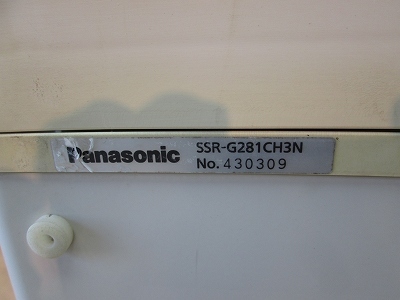 Panasonic SSR-G281CH3N
No. 430309